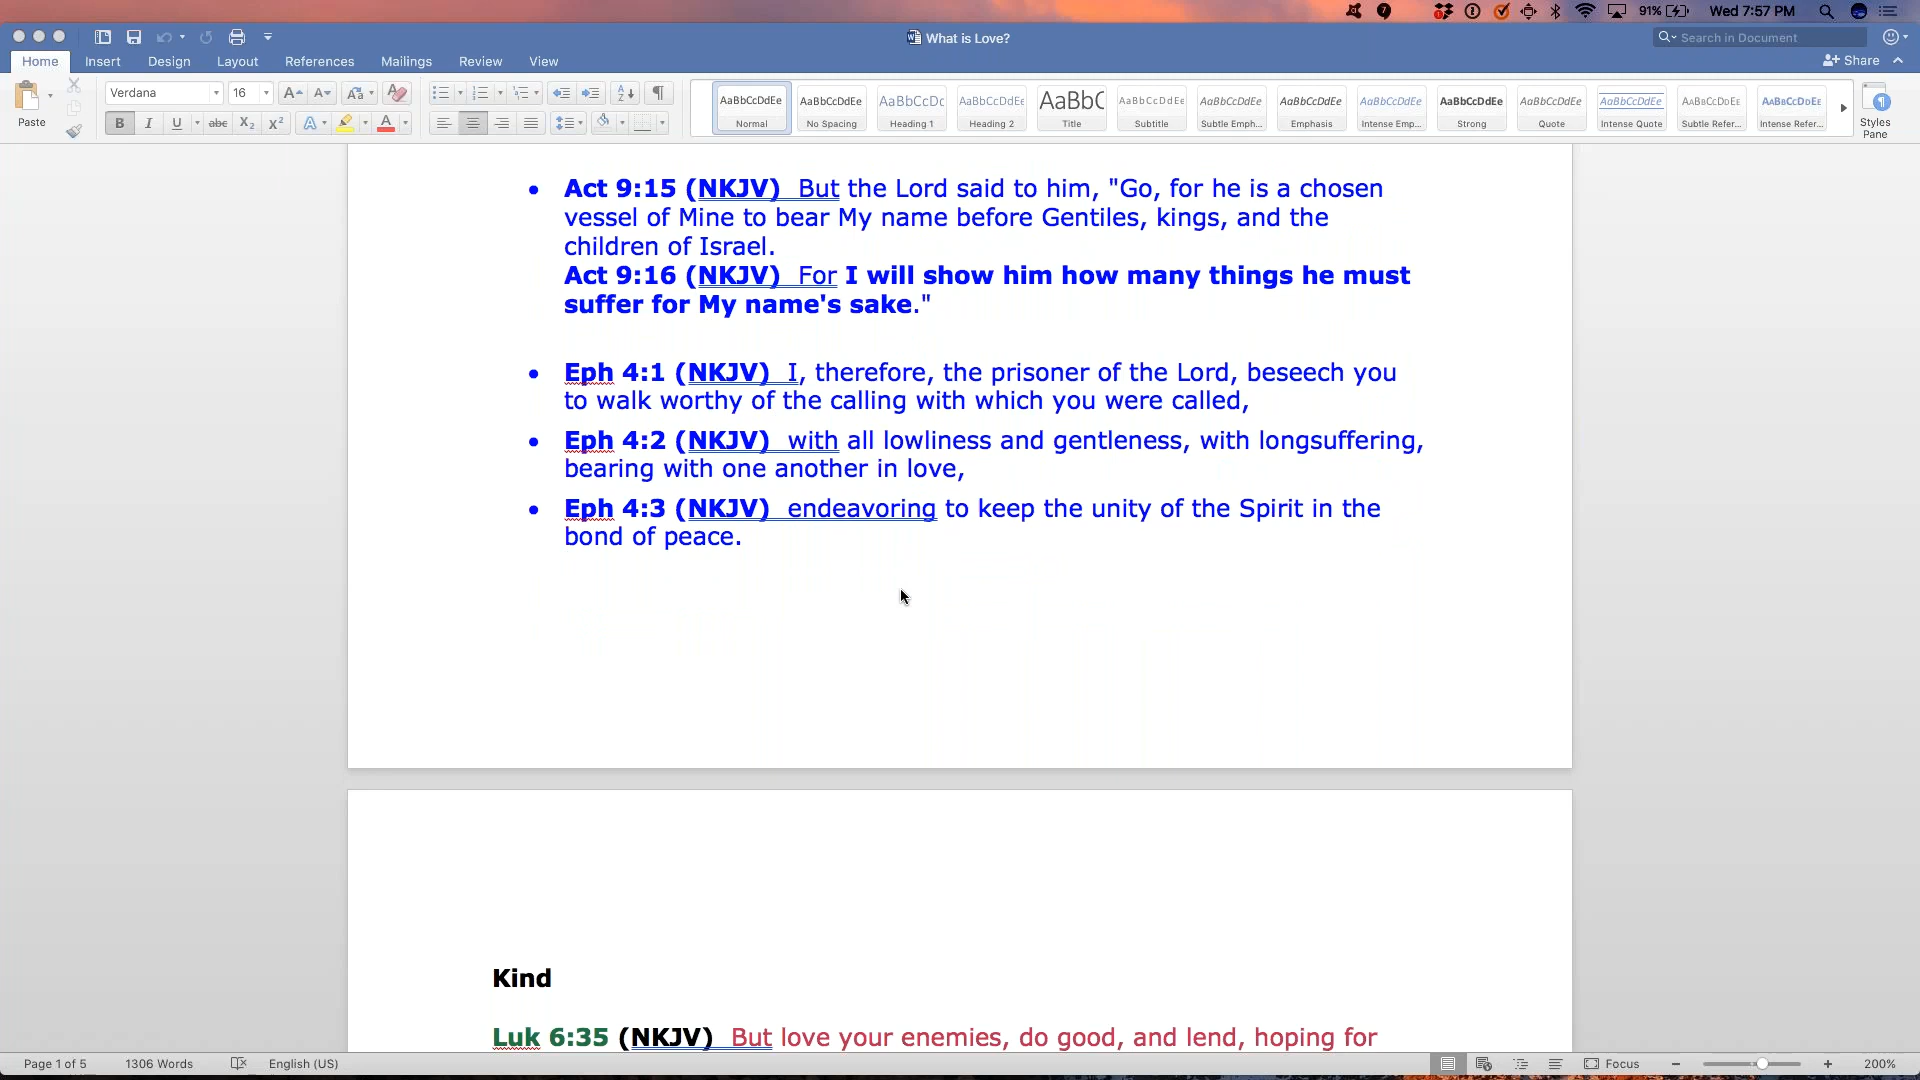 91% Wed 7:57 PM
What is Love?
Search in Document
Home Insert Design Layout References Mailings Review View
Share
Paste
Verdana 16
AaBbCcDdEe AaBbCcDdEe AaBbCcDc AaBbCcDdEe AaBbC AaBbCcDdEe AaBbCcDdEe AaBbCcDdEe AaBbCcDdEe AaBbCcDdEe AaBbCcDdEe AaBbCcDdEe AaBbCcDdEe AaBbCcDdEe
Normal No Spacing Heading 1 Heading 2 Title Subtitle Subtle Emph... Emphasis Intense Emp... Strong Quote Intense Quote Subtle Refer... Intense Refer...
Styles
Pane
B I U abc X₂ X² A A
• Act 9:15 (NKJV) But the Lord said to him, "Go, for he is a chosen
vessel of Mine to bear My name before Gentiles, kings, and the
children of Israel.
Act 9:16 (NKJV) For I will show him how many things he must
suffer for My name's sake."
• Eph 4:1 (NKJV) I, therefore, the prisoner of the Lord, beseech you
to walk worthy of the calling with which you were called,
• Eph 4:2 (NKJV) with all lowliness and gentleness, with longsuffering,
bearing with one another in love,
• Eph 4:3 (NKJV) endeavoring to keep the unity of the Spirit in the
bond of peace.
Kind
Luk 6:35 (NKJV) But love your enemies, do good, and lend, hoping for
Page 1 of 5 1306 Words English (US) Focus 200%